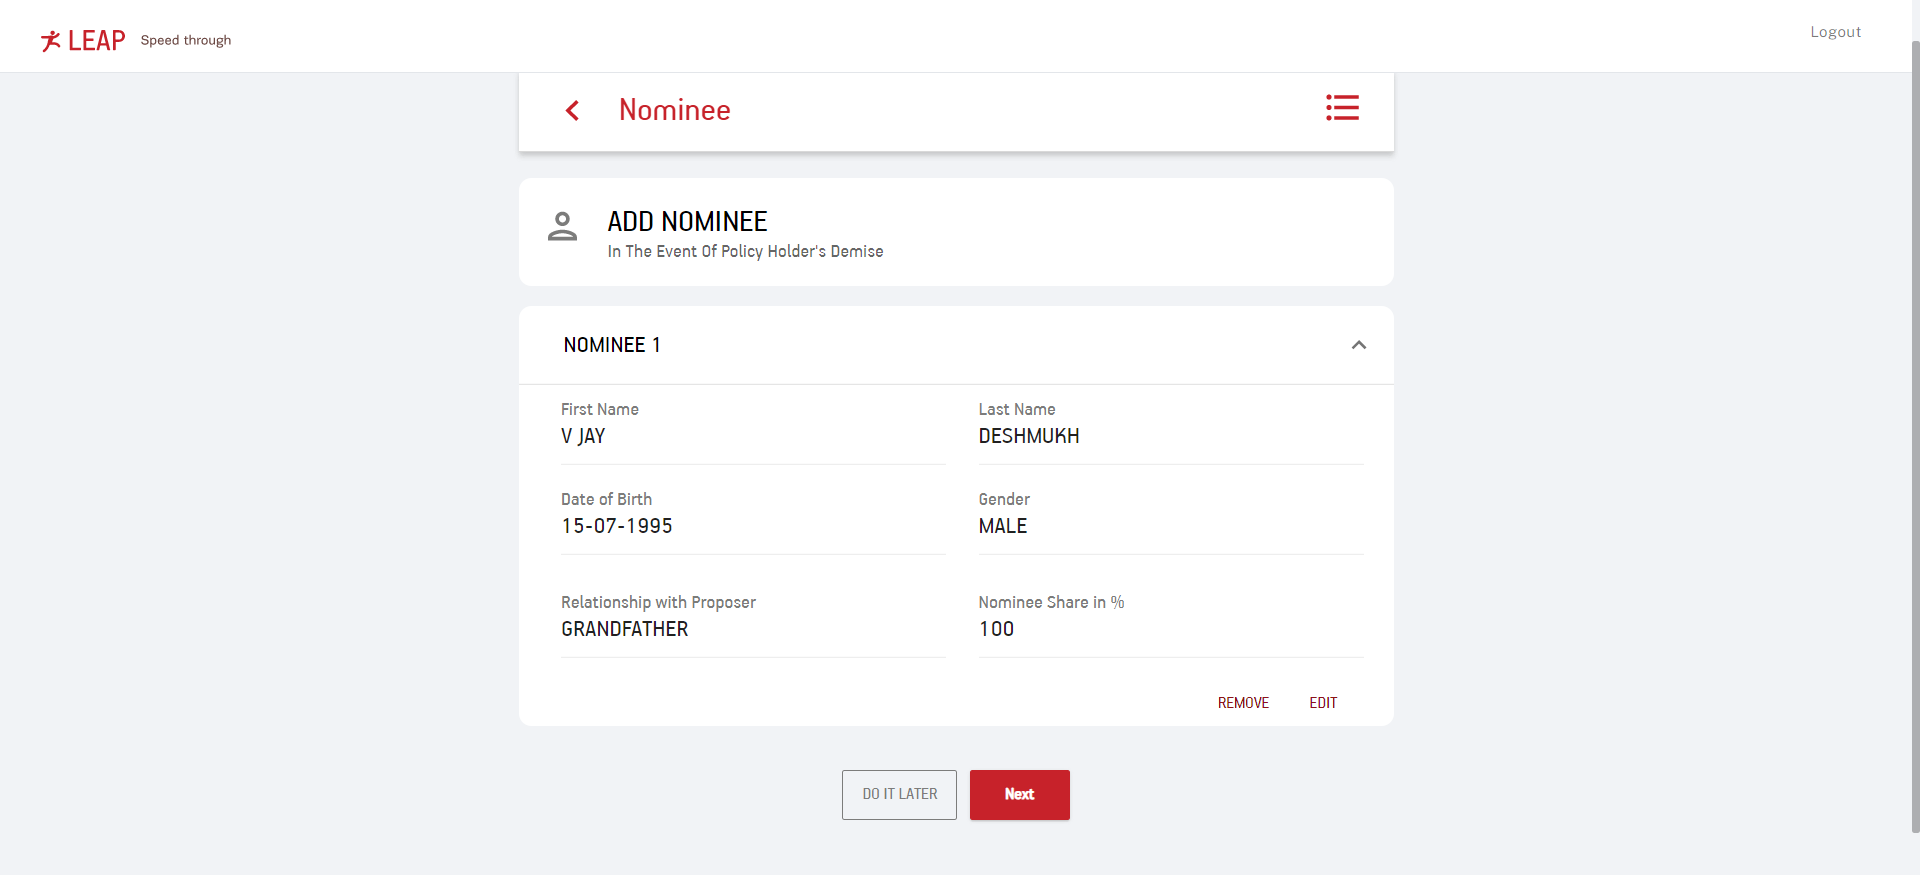 LEAP Speed through
Logout
Nominee
ADD NOMINEE
In The Event Of Policy Holder's Demise
NOMINEE 1
First Name
V JAY
Last Name
DESHMUKH
Date of Birth
15-07-1995
Gender
MALE
Relationship with Proposer
GRANDFATHER
Nominee Share in %
100
REMOVE EDIT
DO IT LATER Next